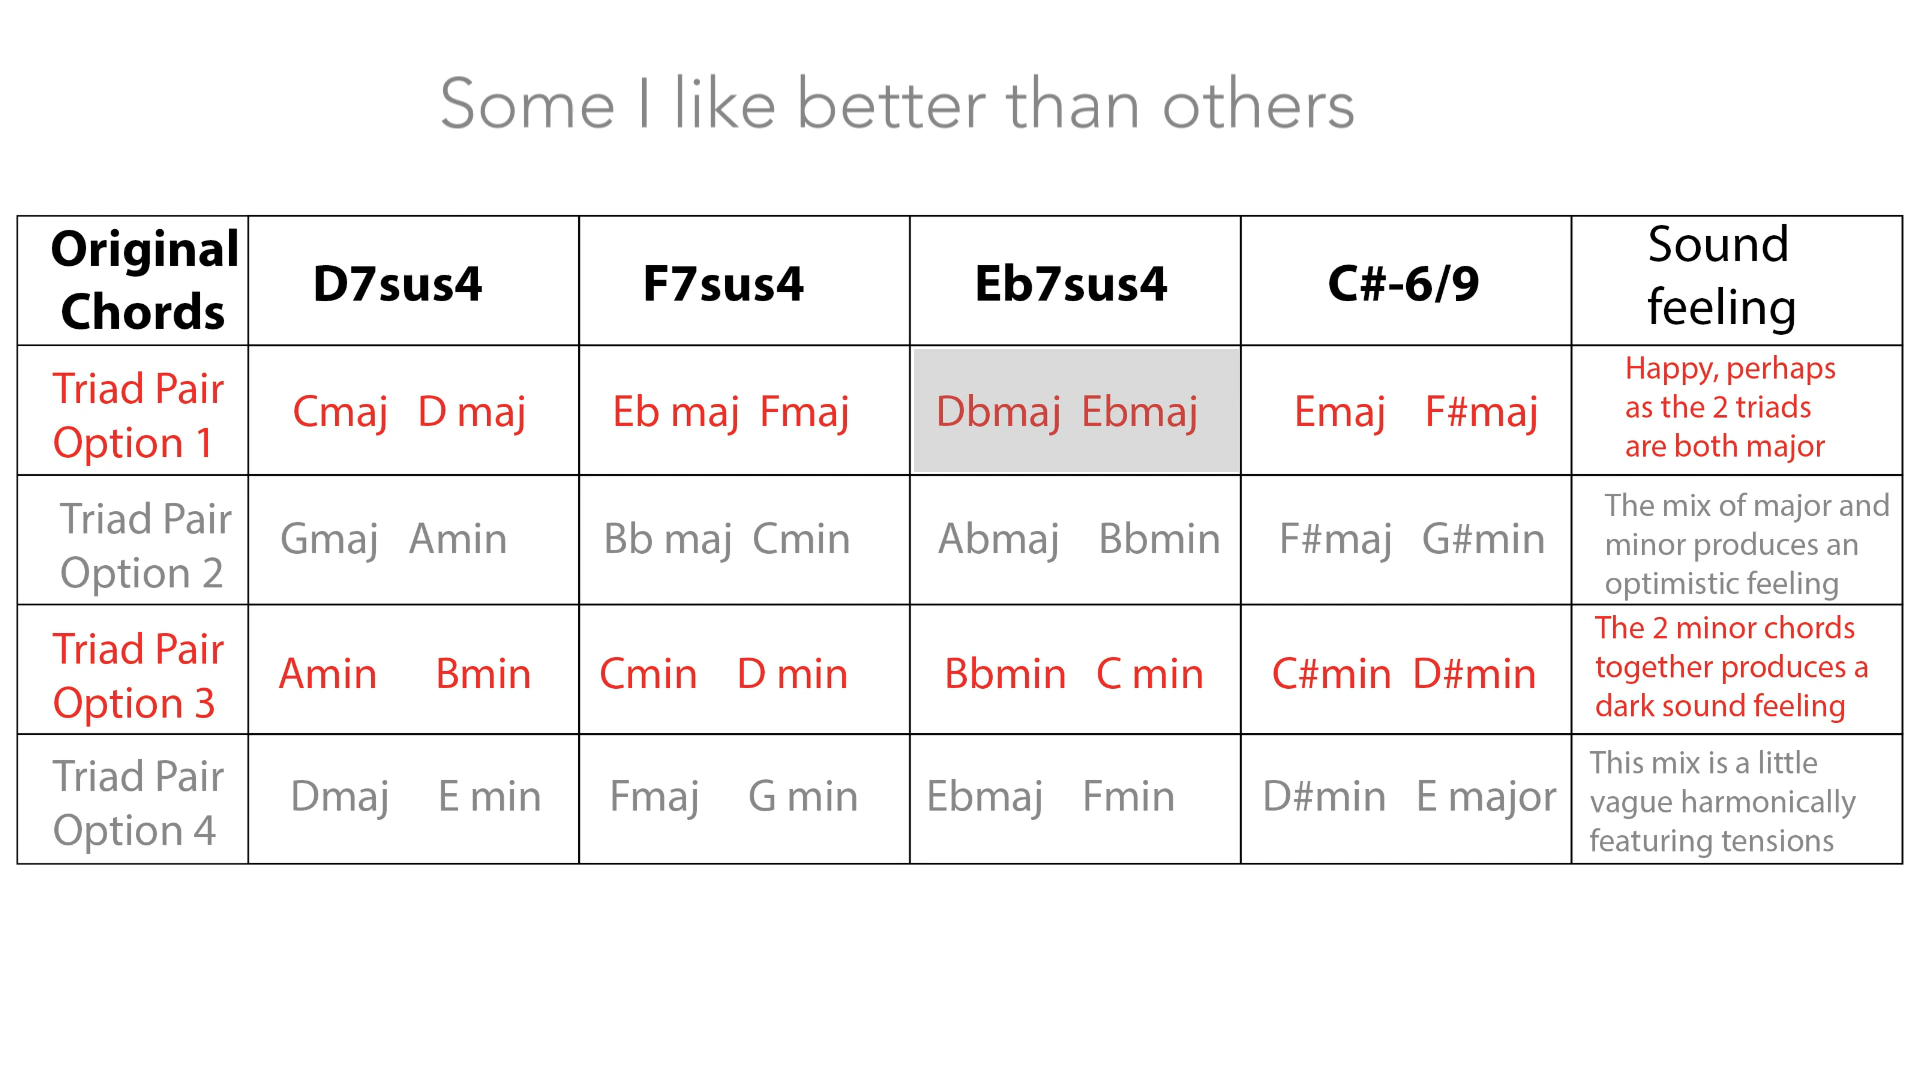 Some I like better than others
Original
Chords
D7sus4
F7sus4
Eb7sus4
C#-6/9
Sound
feeling
Triad Pair
Option 1
Cmaj D maj
Eb maj Fmaj
Dbmaj Ebmaj
Emaj F#maj
Happy, perhaps
as the 2 triads
are both major
Triad Pair
Option 2
Gmaj Amin
Bb maj Cmin
Abmaj Bbmin
F#maj G#min
The mix of major and
minor produces an
optimistic feeling
Triad Pair
Option 3
Amin Bmin
Cmin D min
Bbmin C min
C#min D#min
The 2 minor chords
together produces a
dark sound feeling
Triad Pair
Option 4
Dmaj E min
Fmaj G min
Ebmaj Fmin
D#min E major
This mix is a little
vague harmonically
featuring tensions